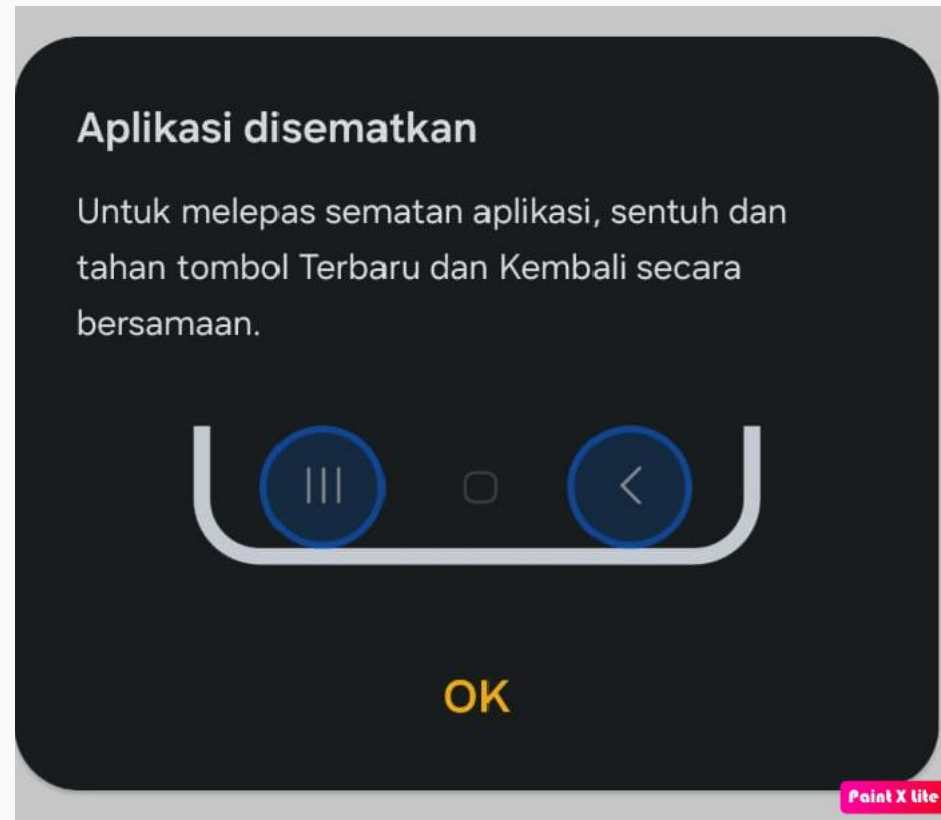 Aplikasi disematkan
Untuk melepas sematan aplikasi, sentuh dan
tahan tombol Terbaru dan Kembali secara
bersamaan.
OK
Paint X lite